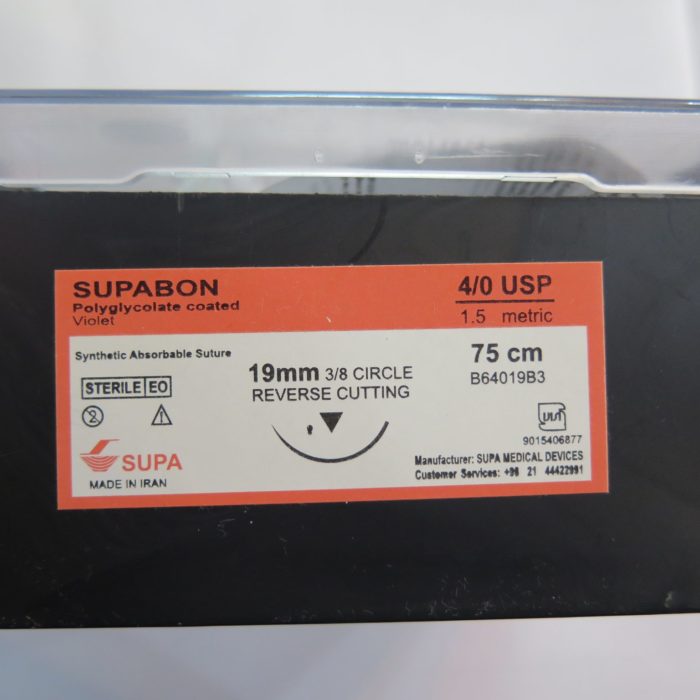 SUPABON
Polyglycolate coated
Violet
4/0 USP
1.5 metric
Synthetic Absorbable Suture
STERILE EO
2
19mm 3/8 CIRCLE
REVERSE CUTTING
75 cm
B64019B3
9015406877
SUPA
MADE IN IRAN
Manufacturer: SUPA MEDICAL DEVICES
Customer Services: +98 21 44422991